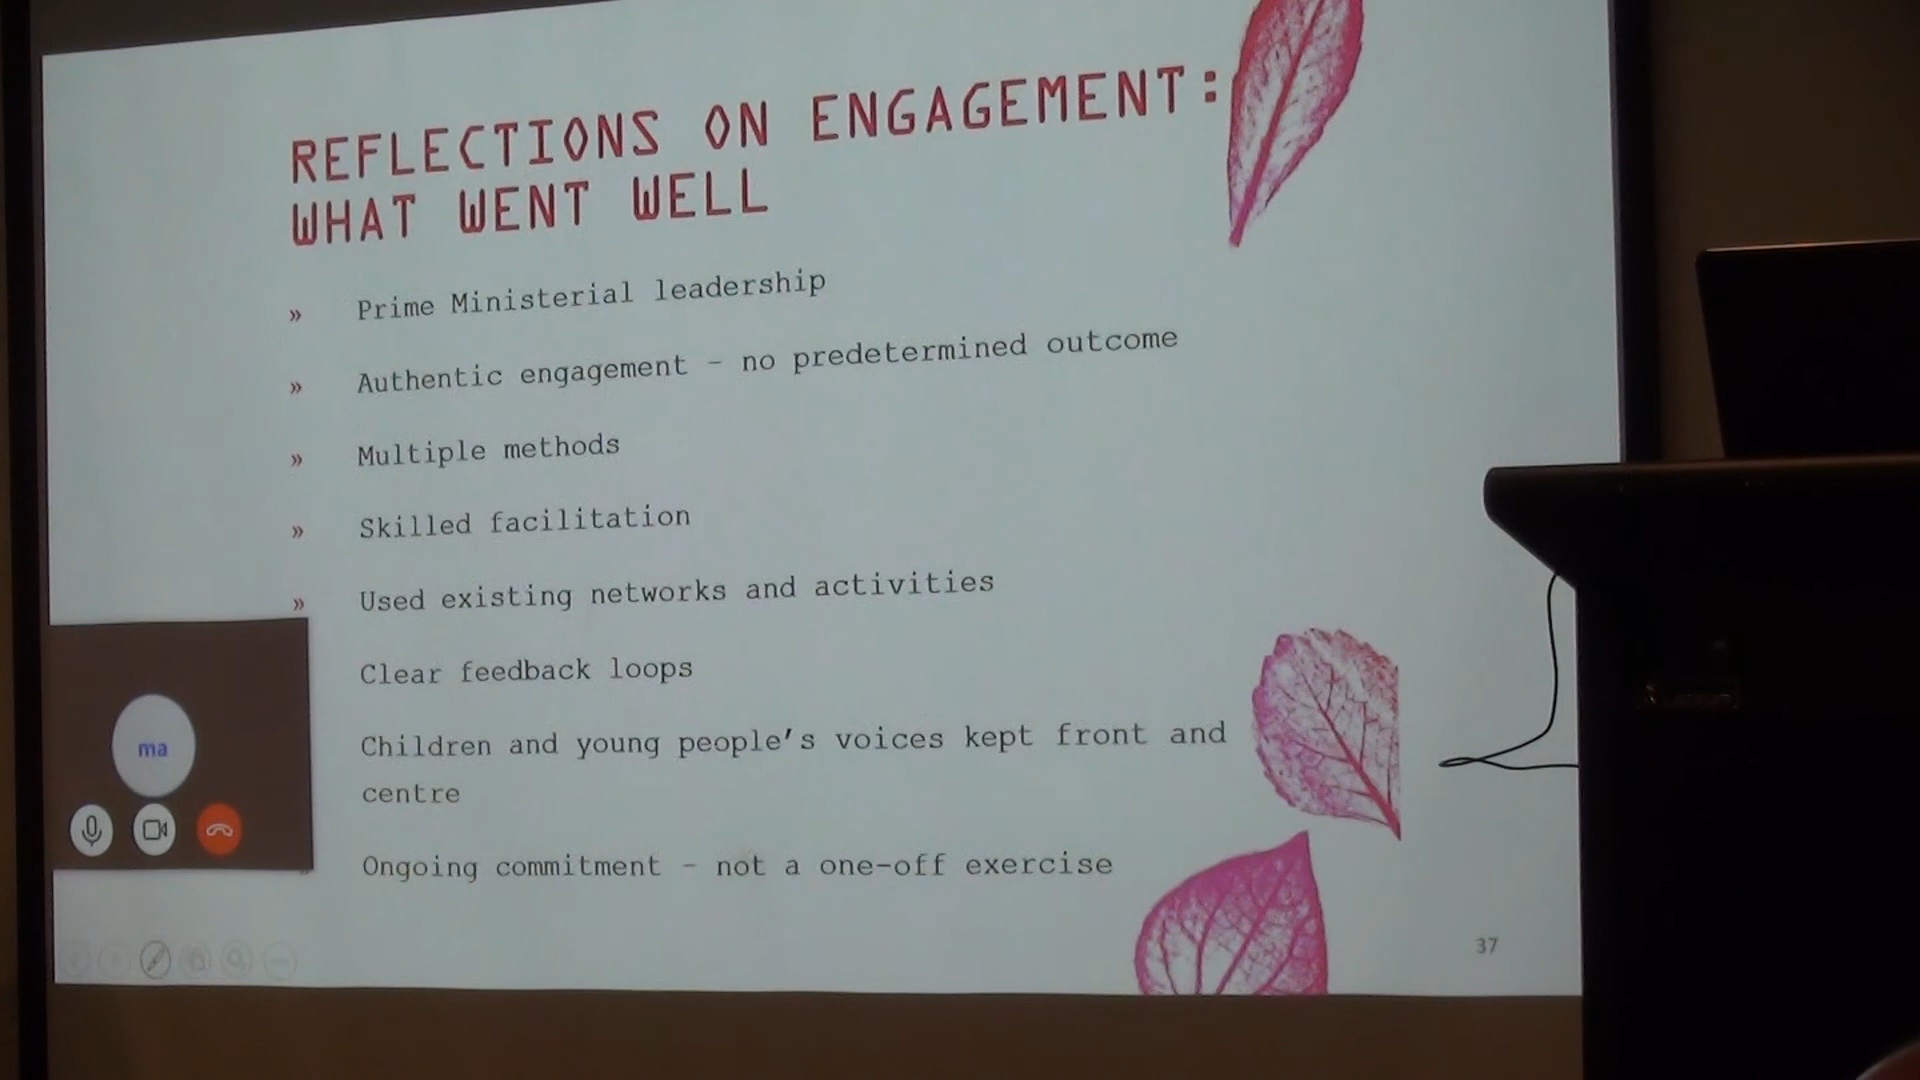 REFLECTIONS ON ENGAGEMENT:
WHAT WENT WELL
» Prime Ministerial leadership
» Authentic engagement – no predetermined outcome
» Multiple methods
» Skilled facilitation
» Used existing networks and activities
Clear feedback loops
Children and young people's voices kept front and
centre
Ongoing commitment – not a one-off exercise
ma
37